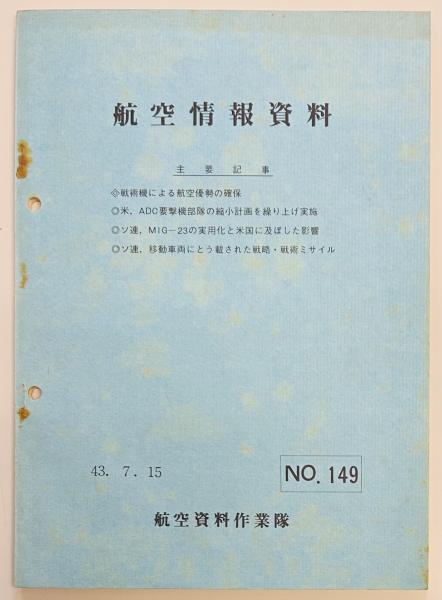 航空情報資料
主要記事
◇戦術機による航空優勢の確保
◎米，ADC要撃機部隊の縮小計画を繰り上げ実施
◎ソ連，MIG－23の実用化と米国に及ぼした影響
◎ソ連，移動車両にとう載された戦略・戦術ミサイル
43. 7. 15
NO. 149
航空資料作業隊